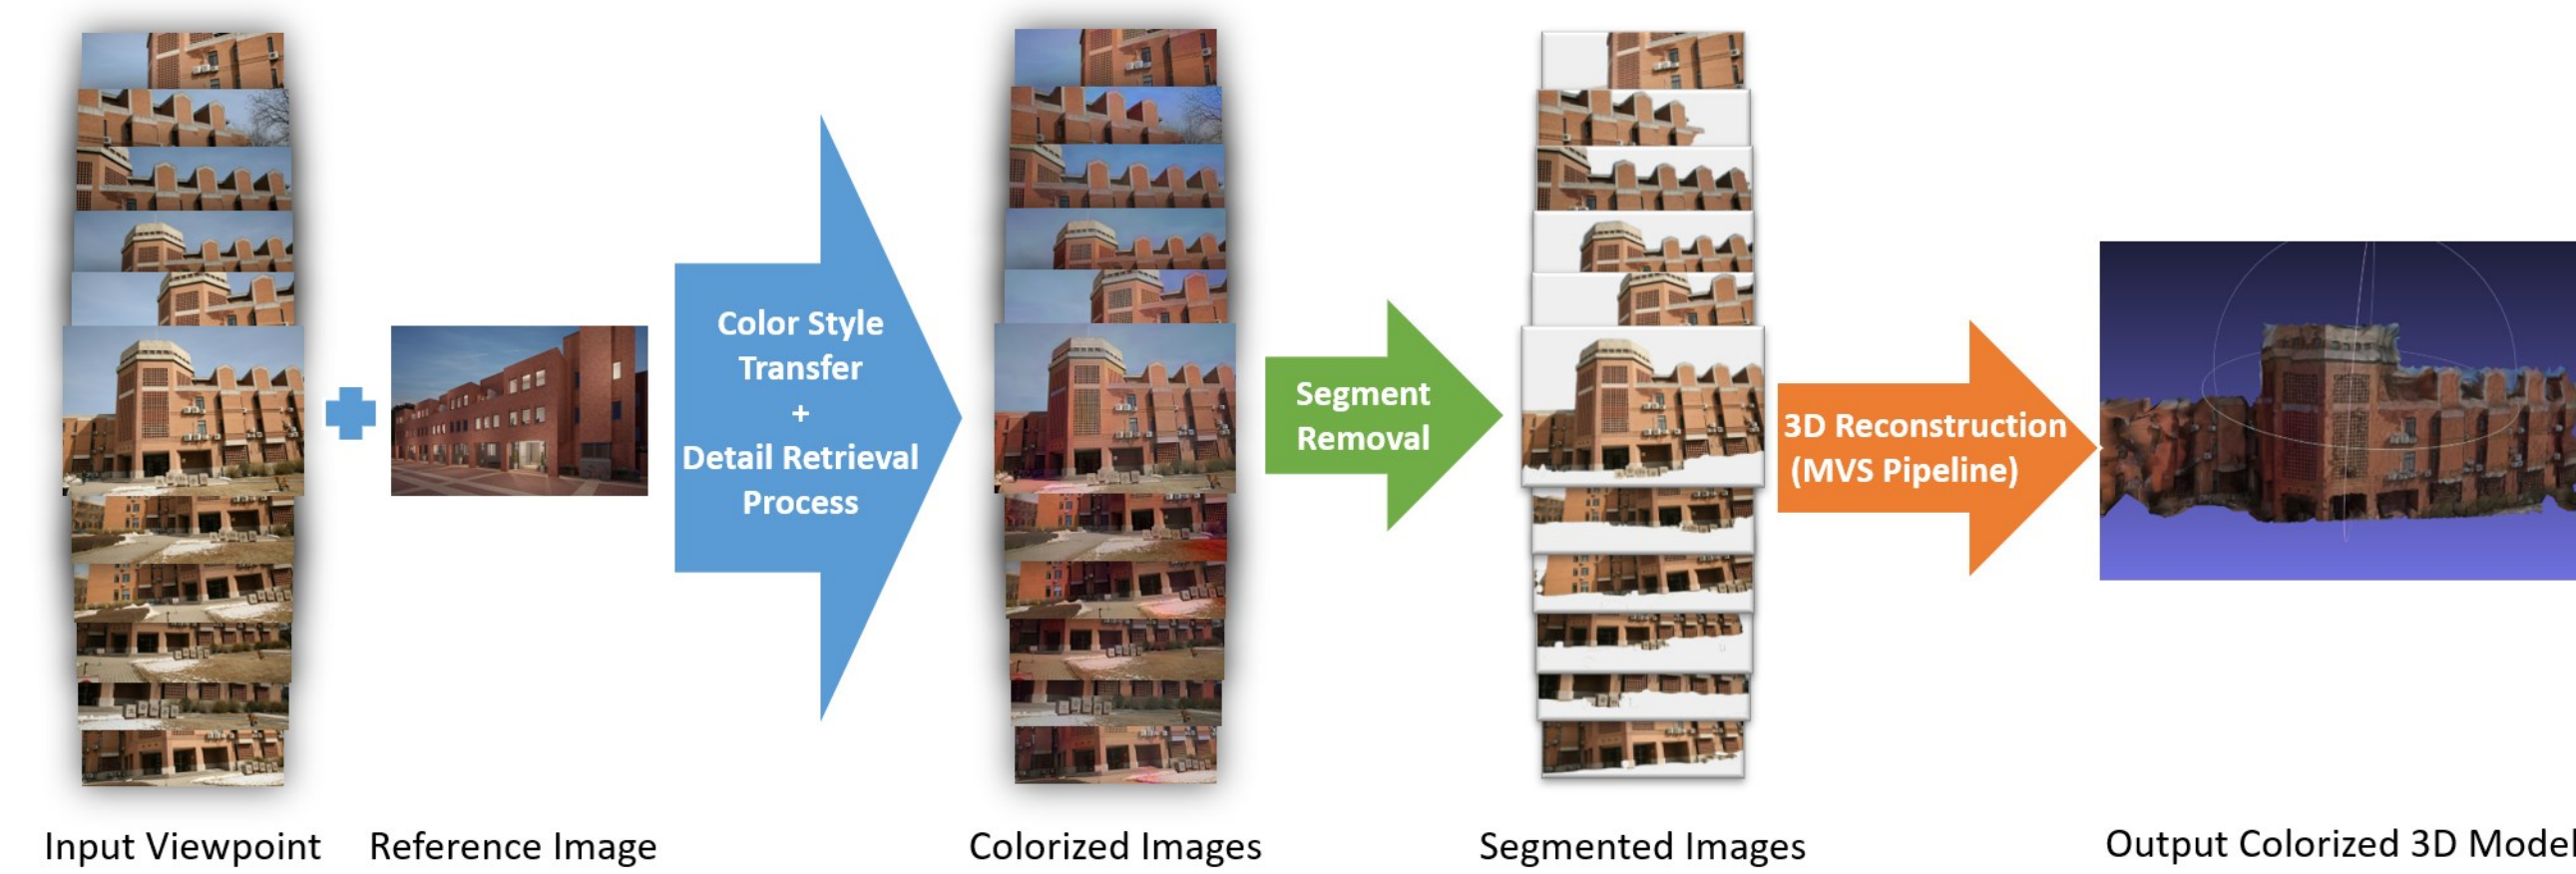 Color Style
Transfer
+
Detail Retrieval
Process
Segment
Removal
3D Reconstruction
(MVS Pipeline)
Input Viewpoint
Reference Image
Colorized Images
Segmented Images
Output Colorized 3D Model